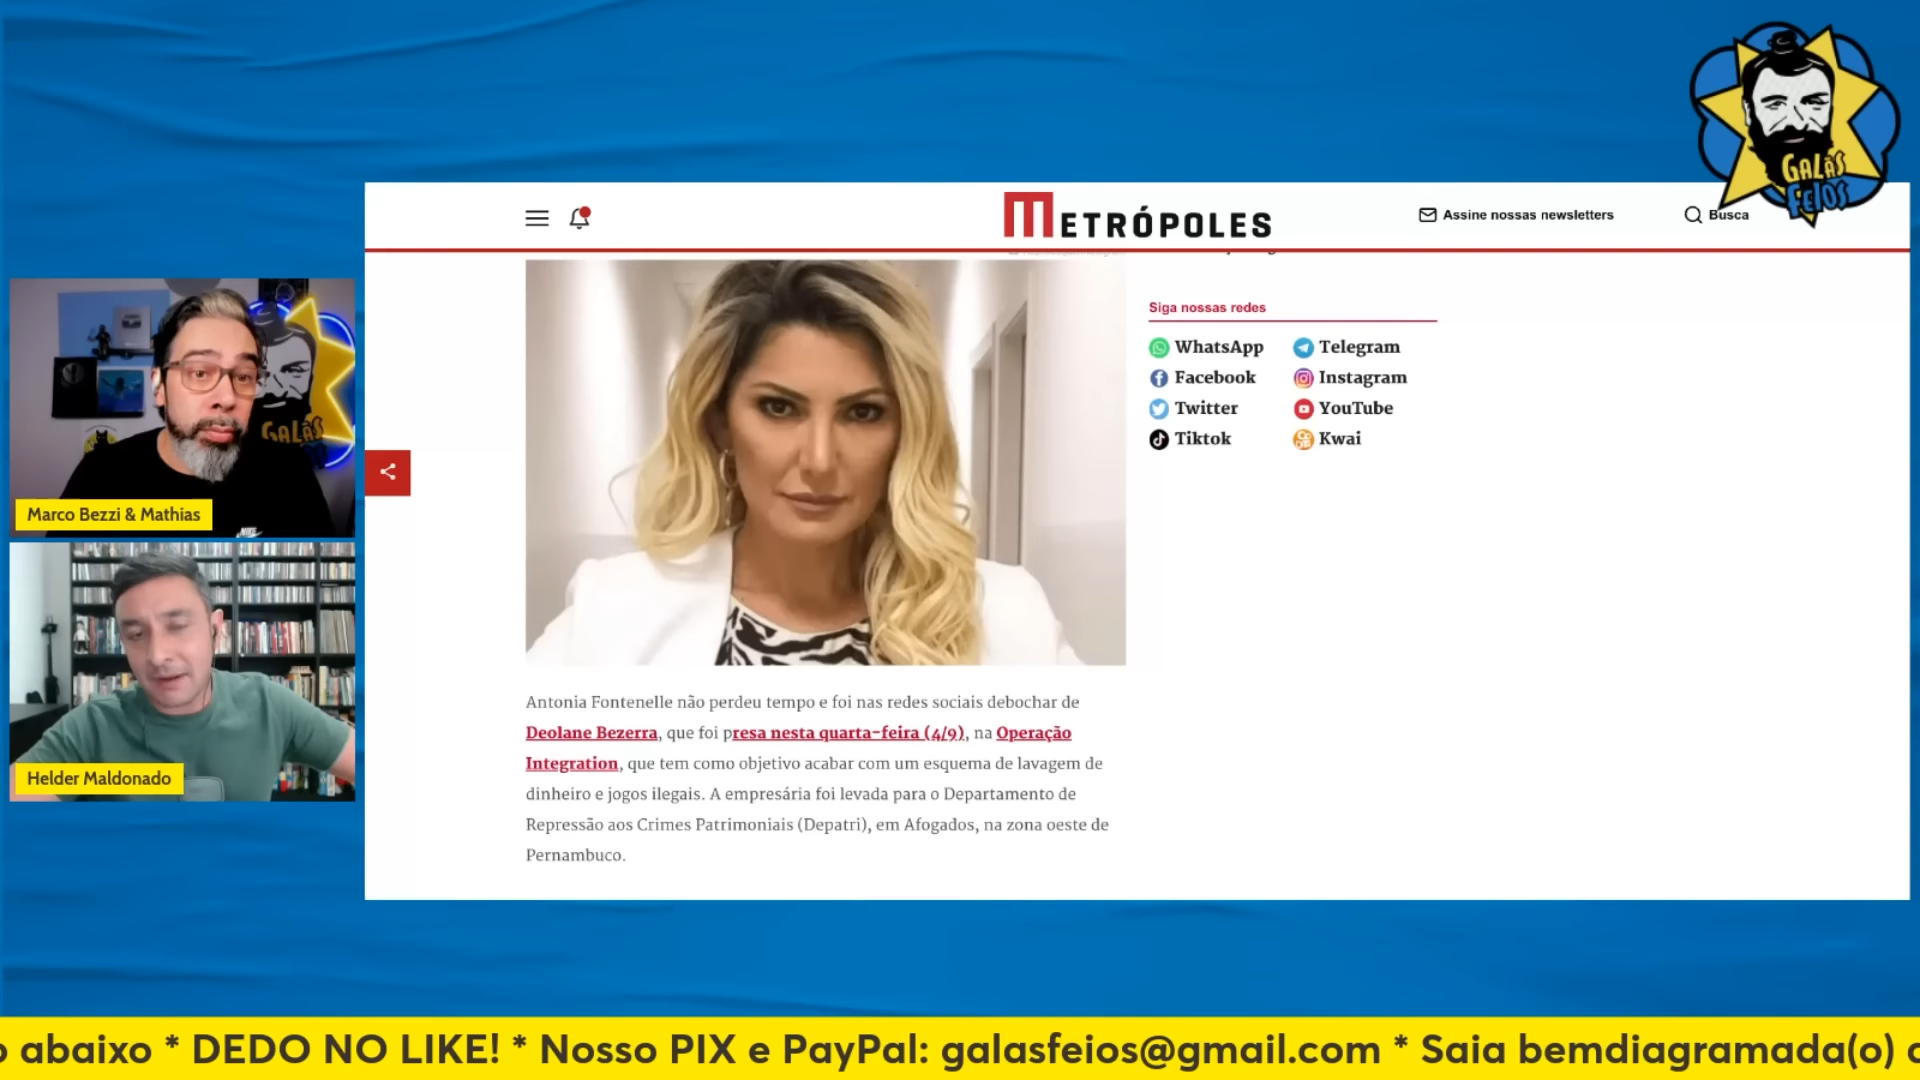 GALÃS
FEIOS
METRÓPOLES
Assine nossas newsletters
Busca
Siga nossas redes
WhatsApp
Telegram
Facebook
Instagram
Twitter
YouTube
Tiktok
Kwai
GALÃS
Marco Bezzi & Mathias
NIKE
Helder Maldonado
Antonia Fontenelle não perdeu tempo e foi nas redes sociais debochar de
Deolane Bezerra, que foi presa nesta quarta-feira (4/9), na Operação
Integration, que tem como objetivo acabar com um esquema de lavagem de
dinheiro e jogos ilegais. A empresária foi levada para o Departamento de
Repressão aos Crimes Patrimoniais (Depatri), em Afogados, na zona oeste de
Pernambuco.
o abaixo * DEDO NO LIKE! * Nosso PIX e PayPal: galasfeios@gmail.com * Saia bemdiagramada(o)